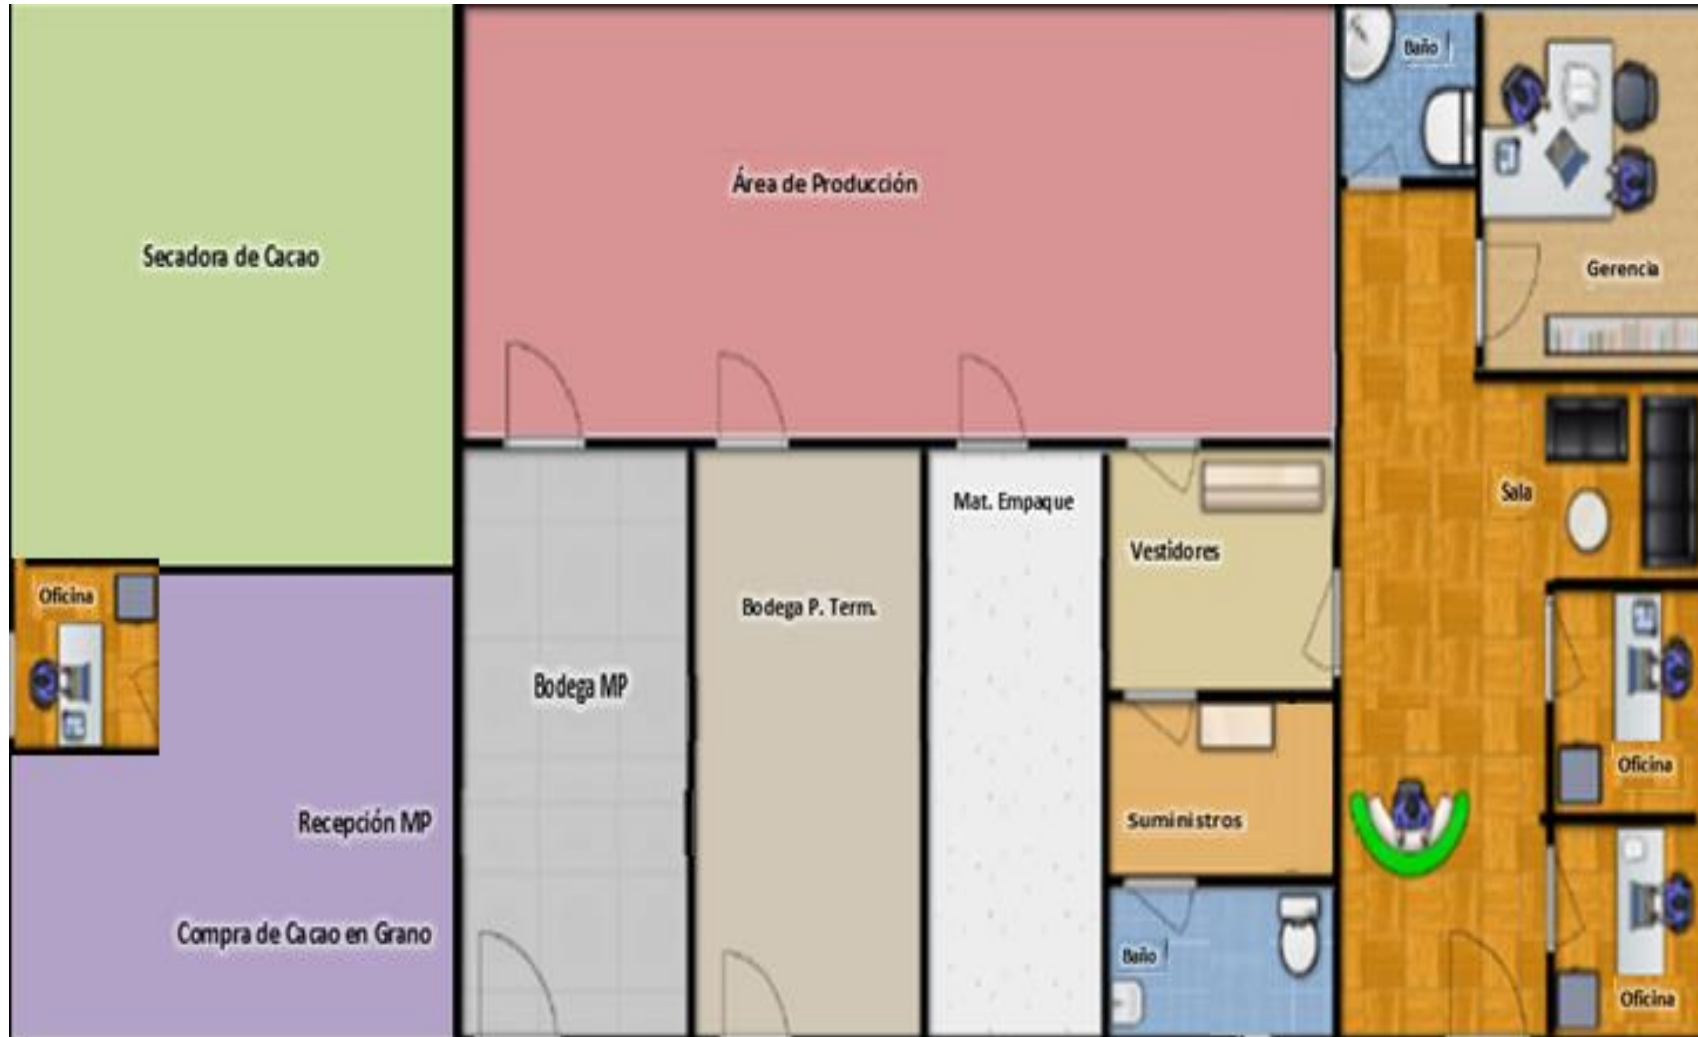 Baño
Área de Producción
Secadora de Cacao
Gerencia
Mat. Empaque
Sala
Vestidores
Oficina
Bodega P. Term.
Bodega MP
Oficina
Recepción MP
Suministros
Compra de Cacao en Grano
Baño
Oficina